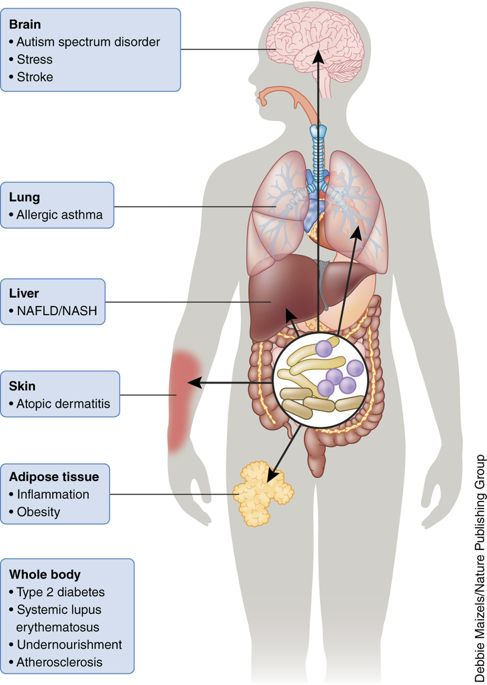 Brain
• Autism spectrum disorder
• Stress
• Stroke
Lung
• Allergic asthma
Liver
• NAFLD/NASH
Skin
• Atopic dermatitis
Adipose tissue
• Inflammation
• Obesity
Whole body
• Type 2 diabetes
• Systemic lupus
erythematosus
• Undernourishment
• Atherosclerosis
Debbie Maizels/Nature Publishing Group